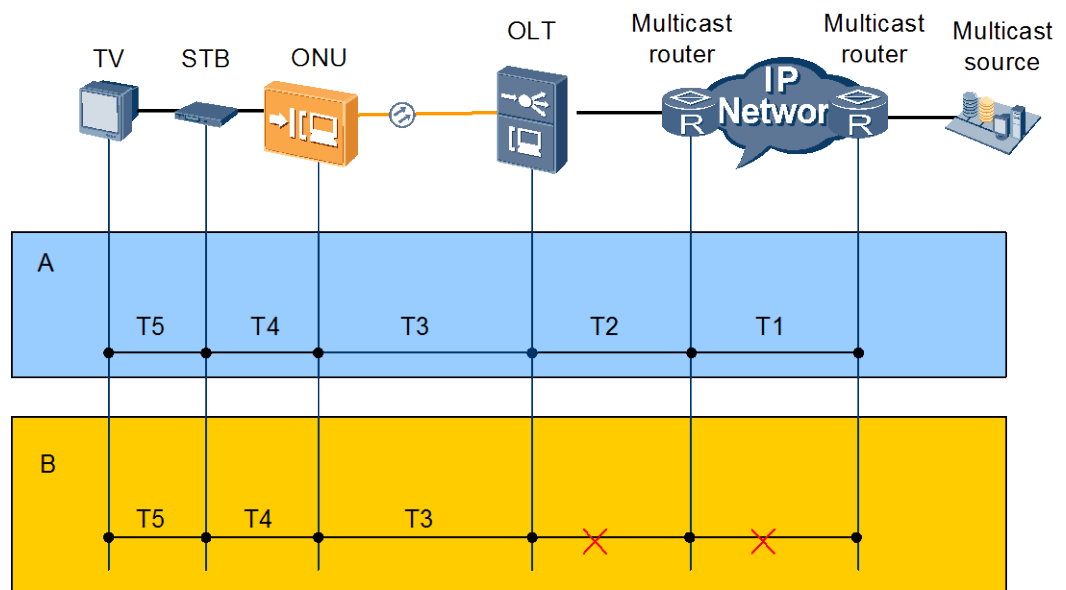 TV
STB
ONU
OLT
Multicast
router
Multicast
router
Multicast
source
IP
Networ
R
R
A
T5
T4
T3
T2
T1
B
T5
T4
T3